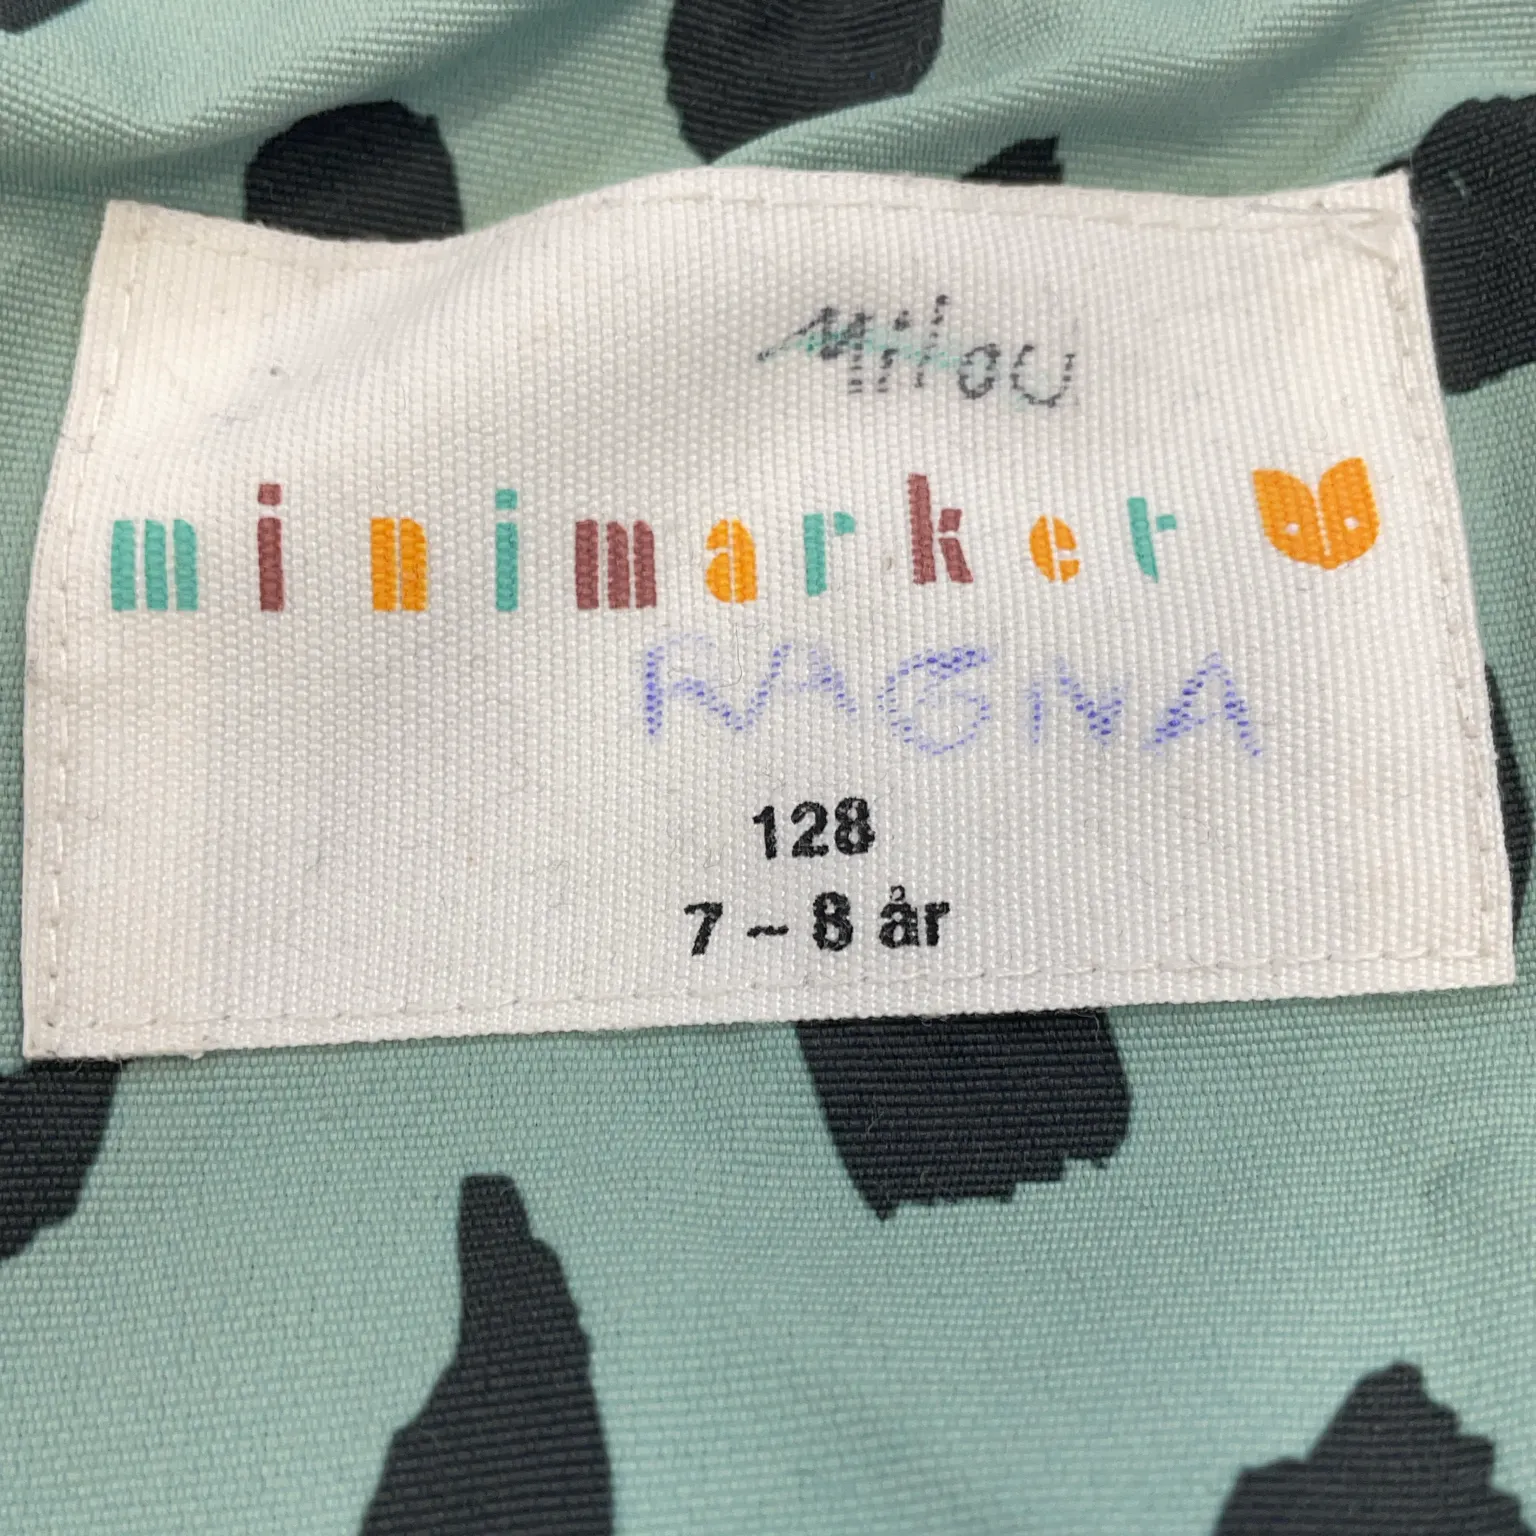 Milou
minimarket
RAGNA
128
7 ~ 8 år